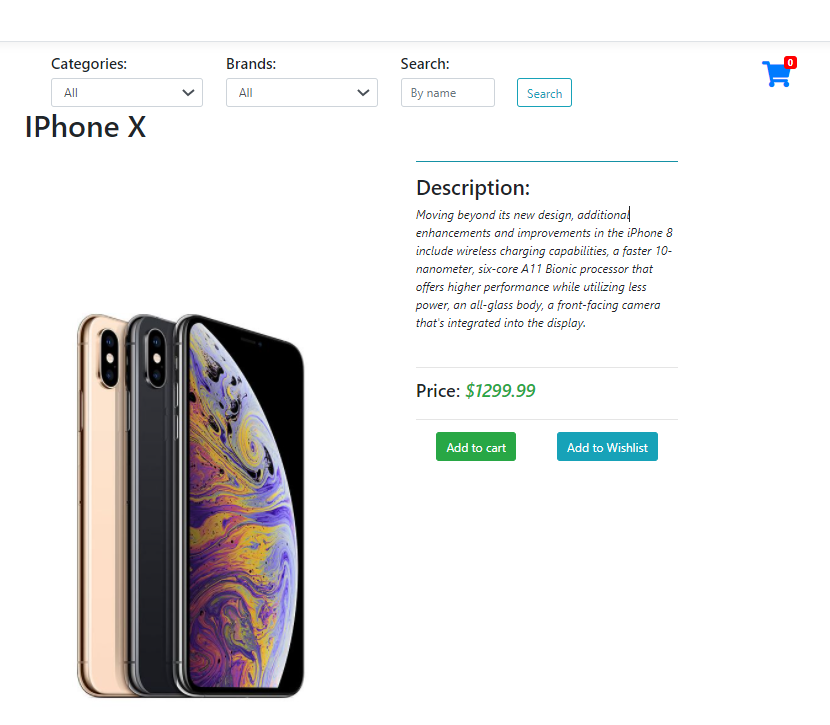 Categories: Brands: Search:
0
All All By name Search
IPhone X
Description:
Moving beyond its new design, additional
enhancements and improvements in the iPhone 8
include wireless charging capabilities, a faster 10-
nanometer, six-core A11 Bionic processor that
offers higher performance while utilizing less
power, an all-glass body, a front-facing camera
that's integrated into the display.
Price: $1299.99
Add to cart Add to Wishlist